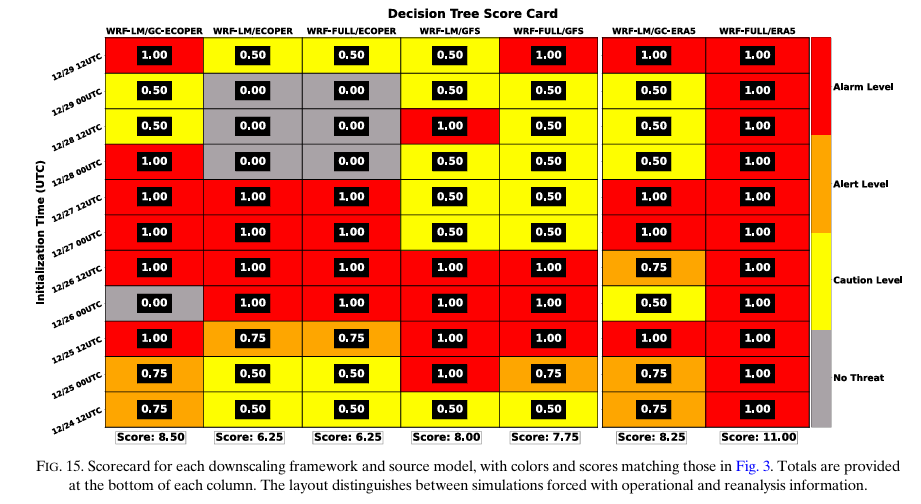 Decision Tree Score Card
WRF-LM/GC-ECOPER WRF-LM/ECOPER WRF-FULL/ECOPER WRF-LM/GFS WRF-FULL/GFS WRF-LM/GC-ERA5 WRF-FULL/ERA5
Initialization Time (UTC)
12/29 12UTC 1.00 0.50 0.50 0.50 1.00 1.00 1.00
12/29 00UTC 0.50 0.00 0.00 0.50 0.50 0.50 1.00
12/28 12UTC 0.50 0.00 0.00 1.00 0.50 0.50 1.00
12/28 00UTC 1.00 0.00 0.00 0.50 0.50 0.50 1.00
12/27 12UTC 1.00 1.00 1.00 0.50 0.50 1.00 1.00
12/27 00UTC 1.00 1.00 1.00 0.50 0.50 1.00 1.00
12/26 12UTC 1.00 1.00 1.00 1.00 1.00 0.75 1.00
12/26 00UTC 0.00 1.00 1.00 1.00 1.00 0.50 1.00
12/25 12UTC 1.00 0.75 0.75 1.00 1.00 1.00 1.00
12/25 00UTC 0.75 0.50 0.50 1.00 0.75 0.75 1.00
12/24 12UTC 0.75 0.50 0.50 0.50 0.50 0.75 1.00
Score: 8.50 Score: 6.25 Score: 6.25 Score: 8.00 Score: 7.75 Score: 8.25 Score: 11.00
Alarm Level
Alert Level
Caution Level
No Threat
FIG. 15. Scorecard for each downscaling framework and source model, with colors and scores matching those in Fig. 3. Totals are provided
at the bottom of each column. The layout distinguishes between simulations forced with operational and reanalysis information.